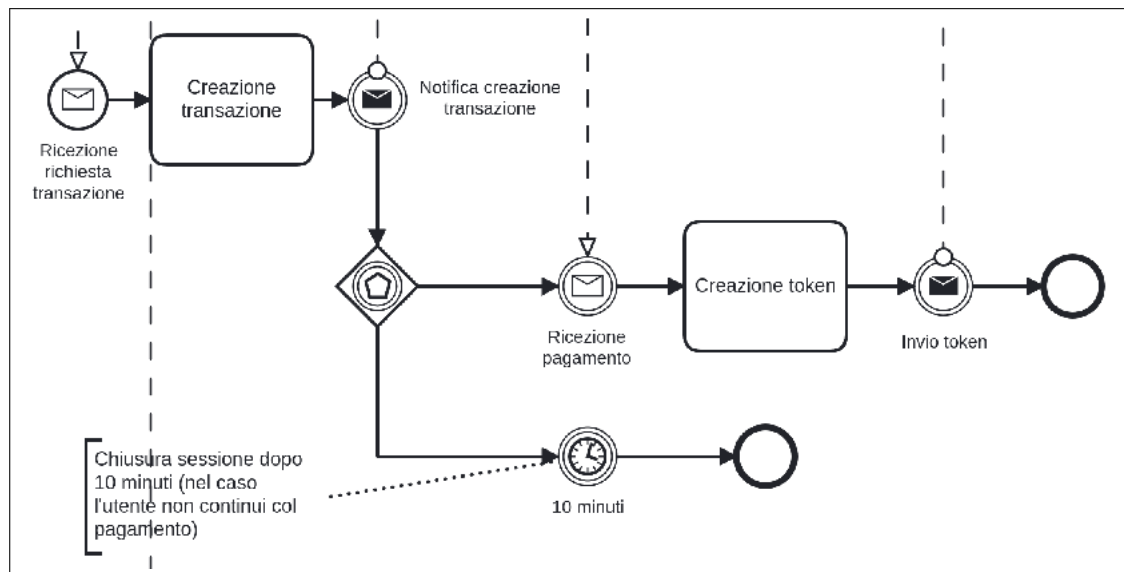 Creazione
transazione
Notifica creazione
transazione
Ricezione
richiesta
transazione
Creazione token
Ricezione
pagamento
Invio token
Chiusura sessione dopo
10 minuti (nel caso
l'utente non continui col
pagamento)
10 minuti